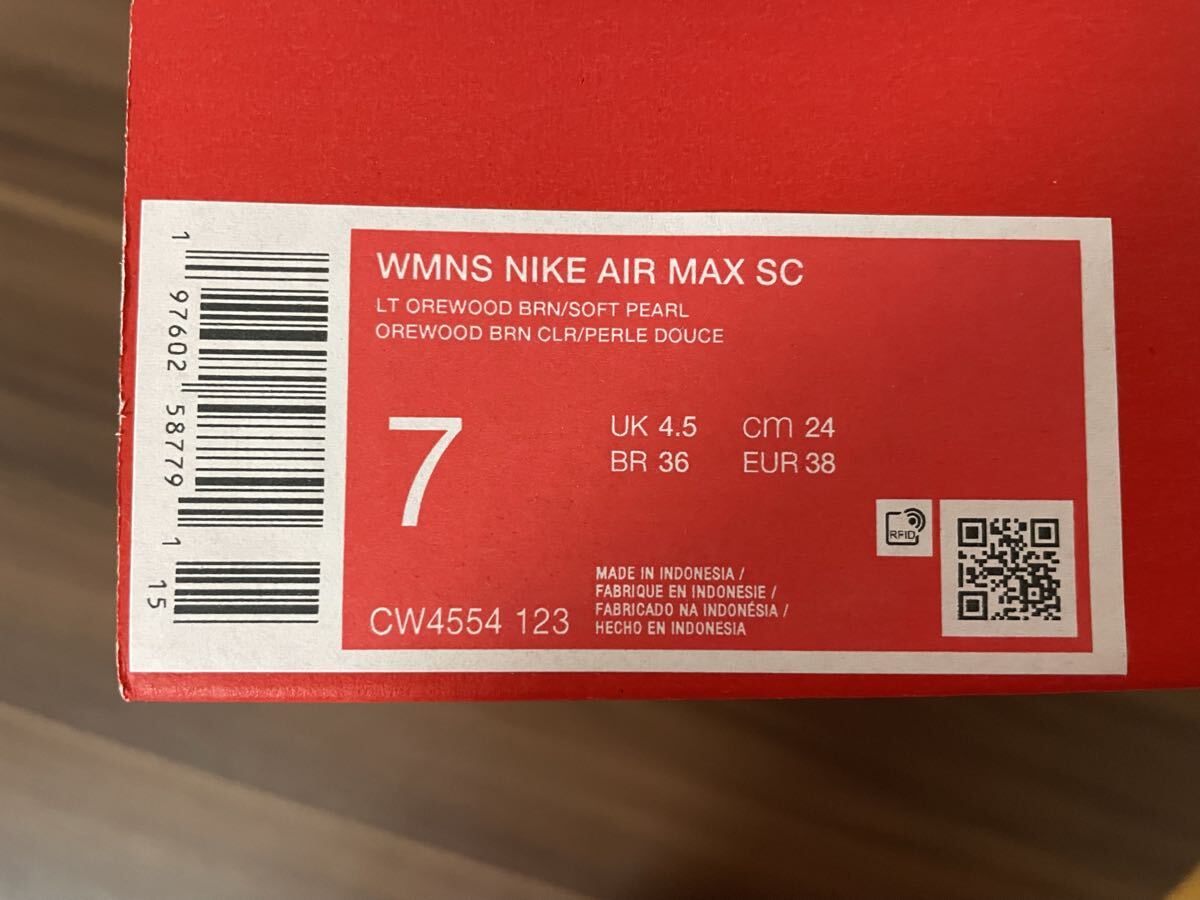 1 97602 58779 1 15
WMNS NIKE AIR MAX SC
LT OREWOOD BRN/SOFT PEARL
OREWOOD BRN CLR/PERLE DOUCE
7
UK 4.5 cm 24
BR 36 EUR 38
RFID
MADE IN INDONESIA /
FABRIQUE EN INDONESIE /
FABRICADO NA INDONÉSIA /
HECHO EN INDONESIA
CW4554 123